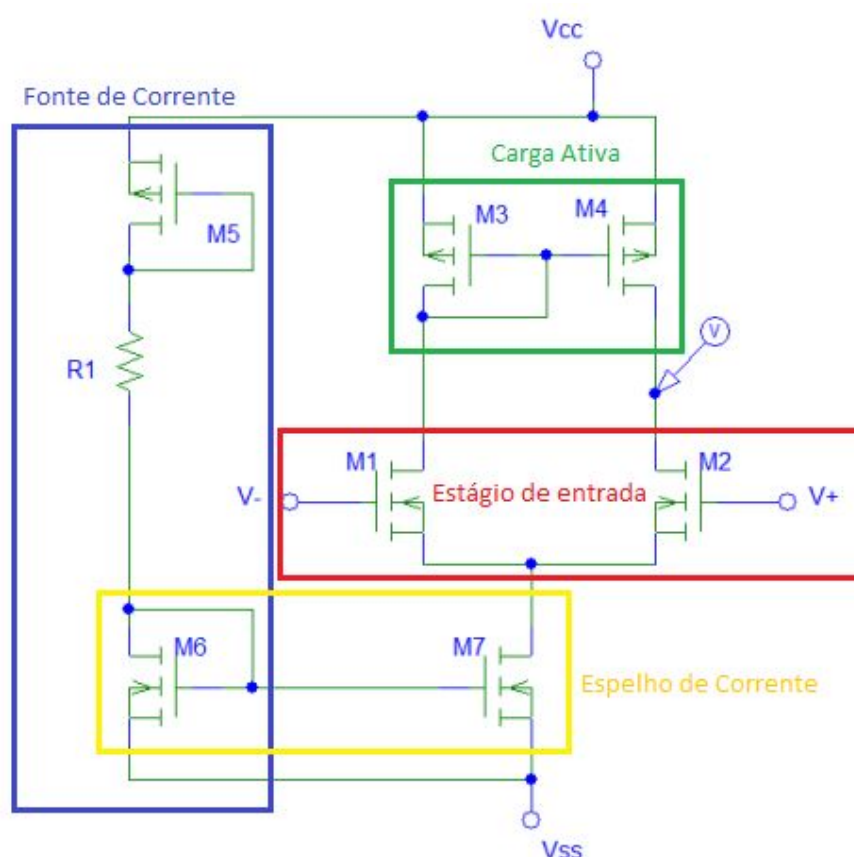 Vcc
Fonte de Corrente
Carga Ativa
M3
M4
M5
V
R1
M1
M2
V-
Estágio de entrada
V+
M6
M7
Espelho de Corrente
Vss